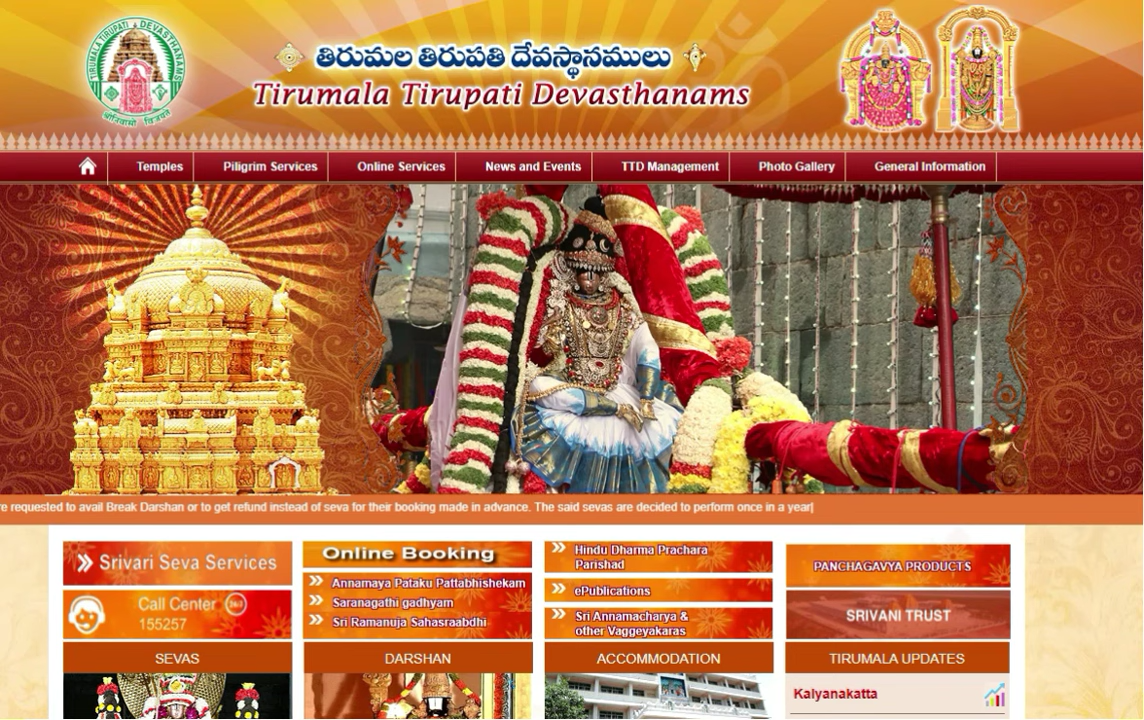 TIRUMALA TIRUPATI DEVASTHANAMS
श्रीनिवासो विजयते
తిరుమల తిరుపతి దేవస్థానములు
Tirumala Tirupati Devasthanams
Temples Piligrim Services Online Services News and Events TTD Management Photo Gallery General Information
re requested to avail Break Darshan or to get refund instead of seva for their booking made in advance. The said sevas are decided to perform once in a year|
Srivari Seva Services
Call Center
155257
Online Booking
Annamaya Pataku Pattabhishekam
Saranagathi gadhyam
Sri Ramanuja Sahasraabdhi
Hindu Dharma Prachara
Parishad
ePublications
Sri Annamacharya &
other Vaggeyakaras
PANCHAGAVYA PRODUCTS
SRIVANI TRUST
SEVAS DARSHAN ACCOMMODATION TIRUMALA UPDATES
Kalyanakatta